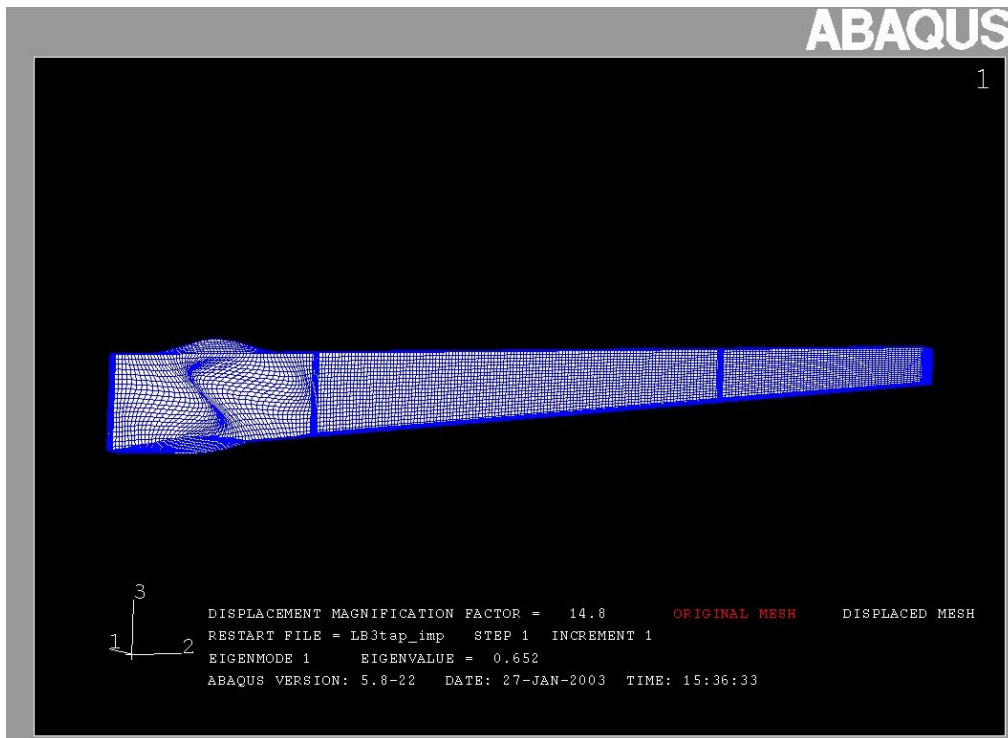 ABAQUS
1
3
1
2
DISPLACEMENT MAGNIFICATION FACTOR = 14.8 ORIGINAL MESH DISPLACED MESH
RESTART FILE = LB3tap_imp STEP 1 INCREMENT 1
EIGENMODE 1 EIGENVALUE = 0.652
ABAQUS VERSION: 5.8-22 DATE: 27-JAN-2003 TIME: 15:36:33